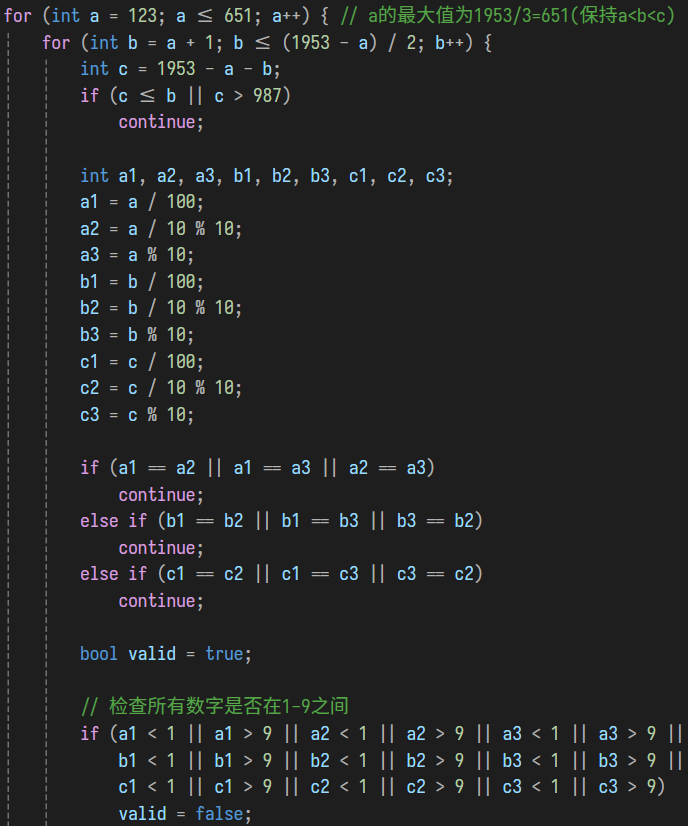 for (int a = 123; a ≤ 651; a++) { // a的最大值为1953/3=651(保持a<b<c)
for (int b = a + 1; b ≤ (1953 - a) / 2; b++) {
int c = 1953 - a - b;
if (c ≤ b || c > 987)
continue;
int a1, a2, a3, b1, b2, b3, c1, c2, c3;
a1 = a / 100;
a2 = a / 10 % 10;
a3 = a % 10;
b1 = b / 100;
b2 = b / 10 % 10;
b3 = b % 10;
c1 = c / 100;
c2 = c / 10 % 10;
c3 = c % 10;
if (a1 == a2 || a1 == a3 || a2 == a3)
continue;
else if (b1 == b2 || b1 == b3 || b3 == b2)
continue;
else if (c1 == c2 || c1 == c3 || c3 == c2)
continue;
bool valid = true;
// 检查所有数字是否在1-9之间
if (a1 < 1 || a1 > 9 || a2 < 1 || a2 > 9 || a3 < 1 || a3 > 9 ||
b1 < 1 || b1 > 9 || b2 < 1 || b2 > 9 || b3 < 1 || b3 > 9 ||
c1 < 1 || c1 > 9 || c2 < 1 || c2 > 9 || c3 < 1 || c3 > 9)
valid = false;